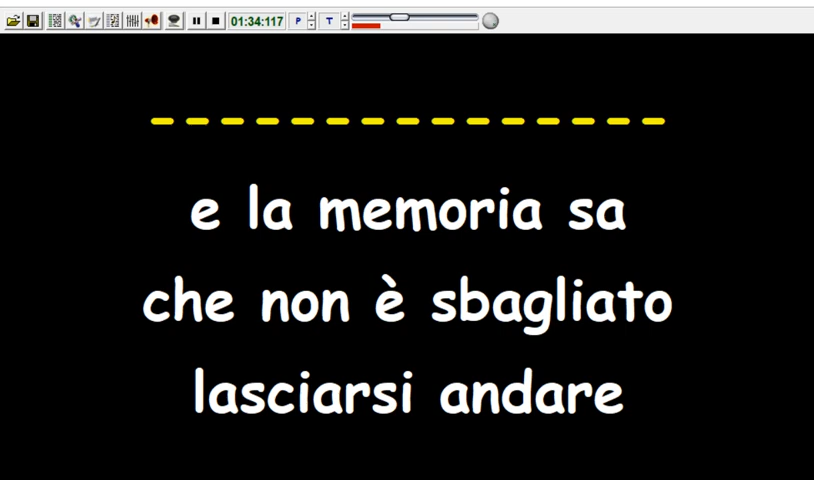 01:34:117 P T
e la memoria sa
che non è sbagliato
lasciarsi andare